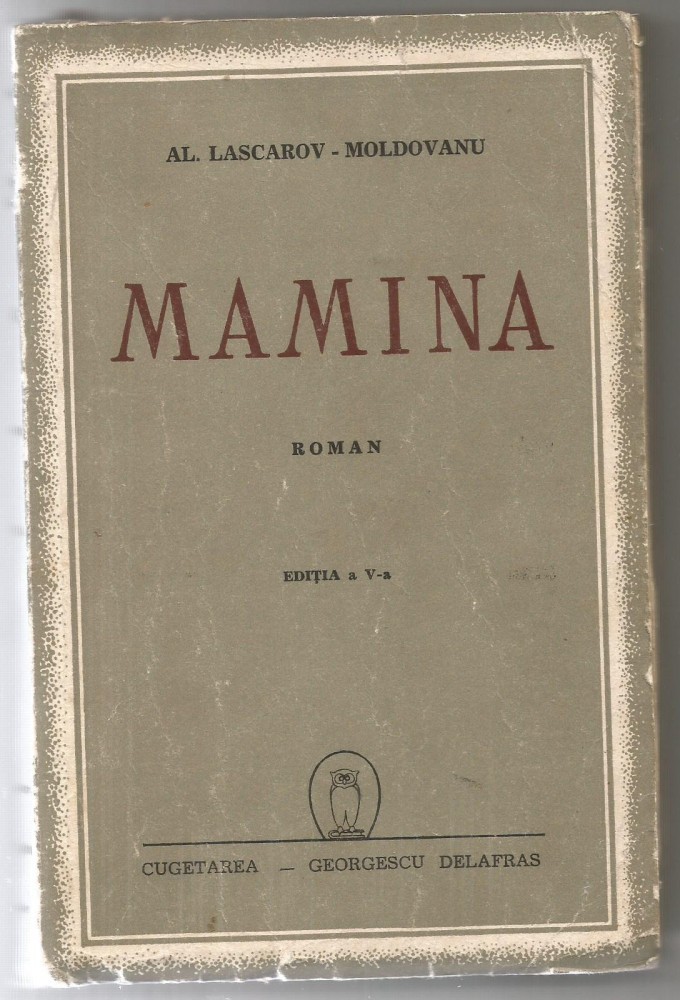 AL. LASCAROV - MOLDOVANU
MAMINA
ROMAN
EDIȚIA a V-a
CUGETAREA — GEORGESCU DELAFRAS